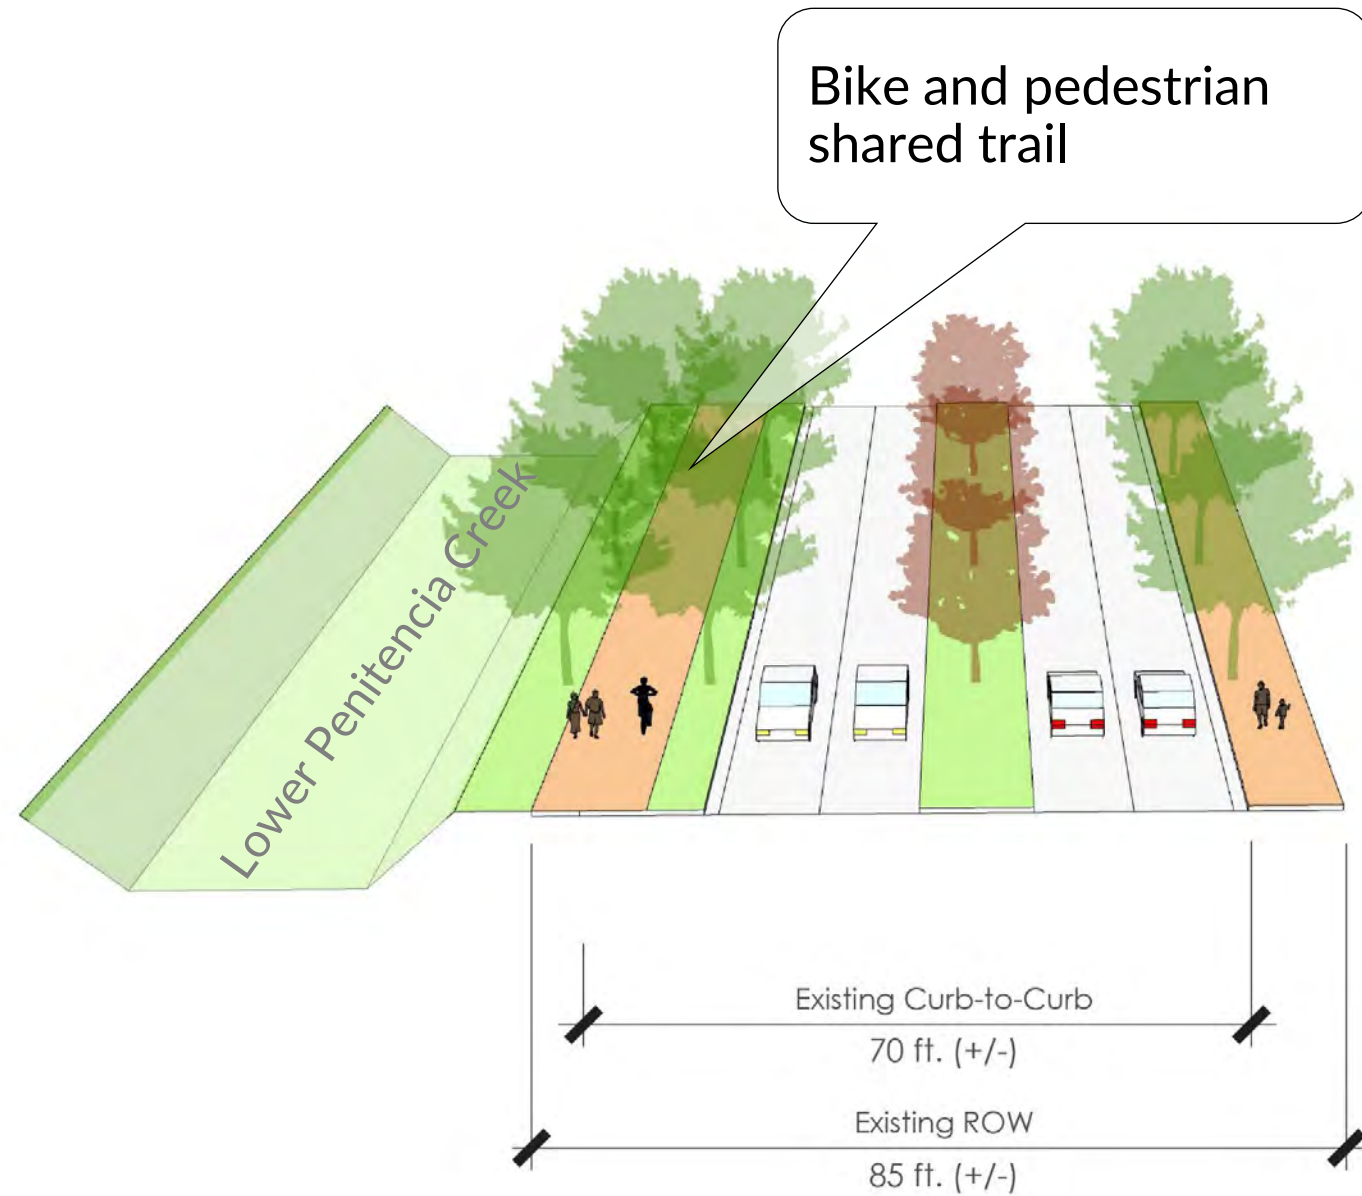 Bike and pedestrian
shared trail
Lower Penitencia Creek
Existing Curb-to-Curb
70 ft. (+/-)
Existing ROW
85 ft. (+/-)